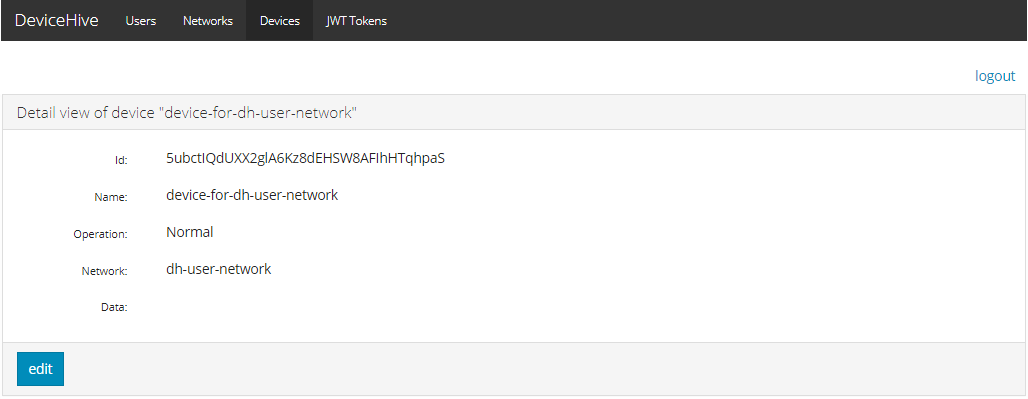 DeviceHive Users Networks Devices JWT Tokens
logout
Detail view of device "device-for-dh-user-network"
Id: 5ubctIQdUXX2glA6Kz8dEHSW8AFIhHTqhpaS
Name: device-for-dh-user-network
Operation: Normal
Network: dh-user-network
Data:
edit